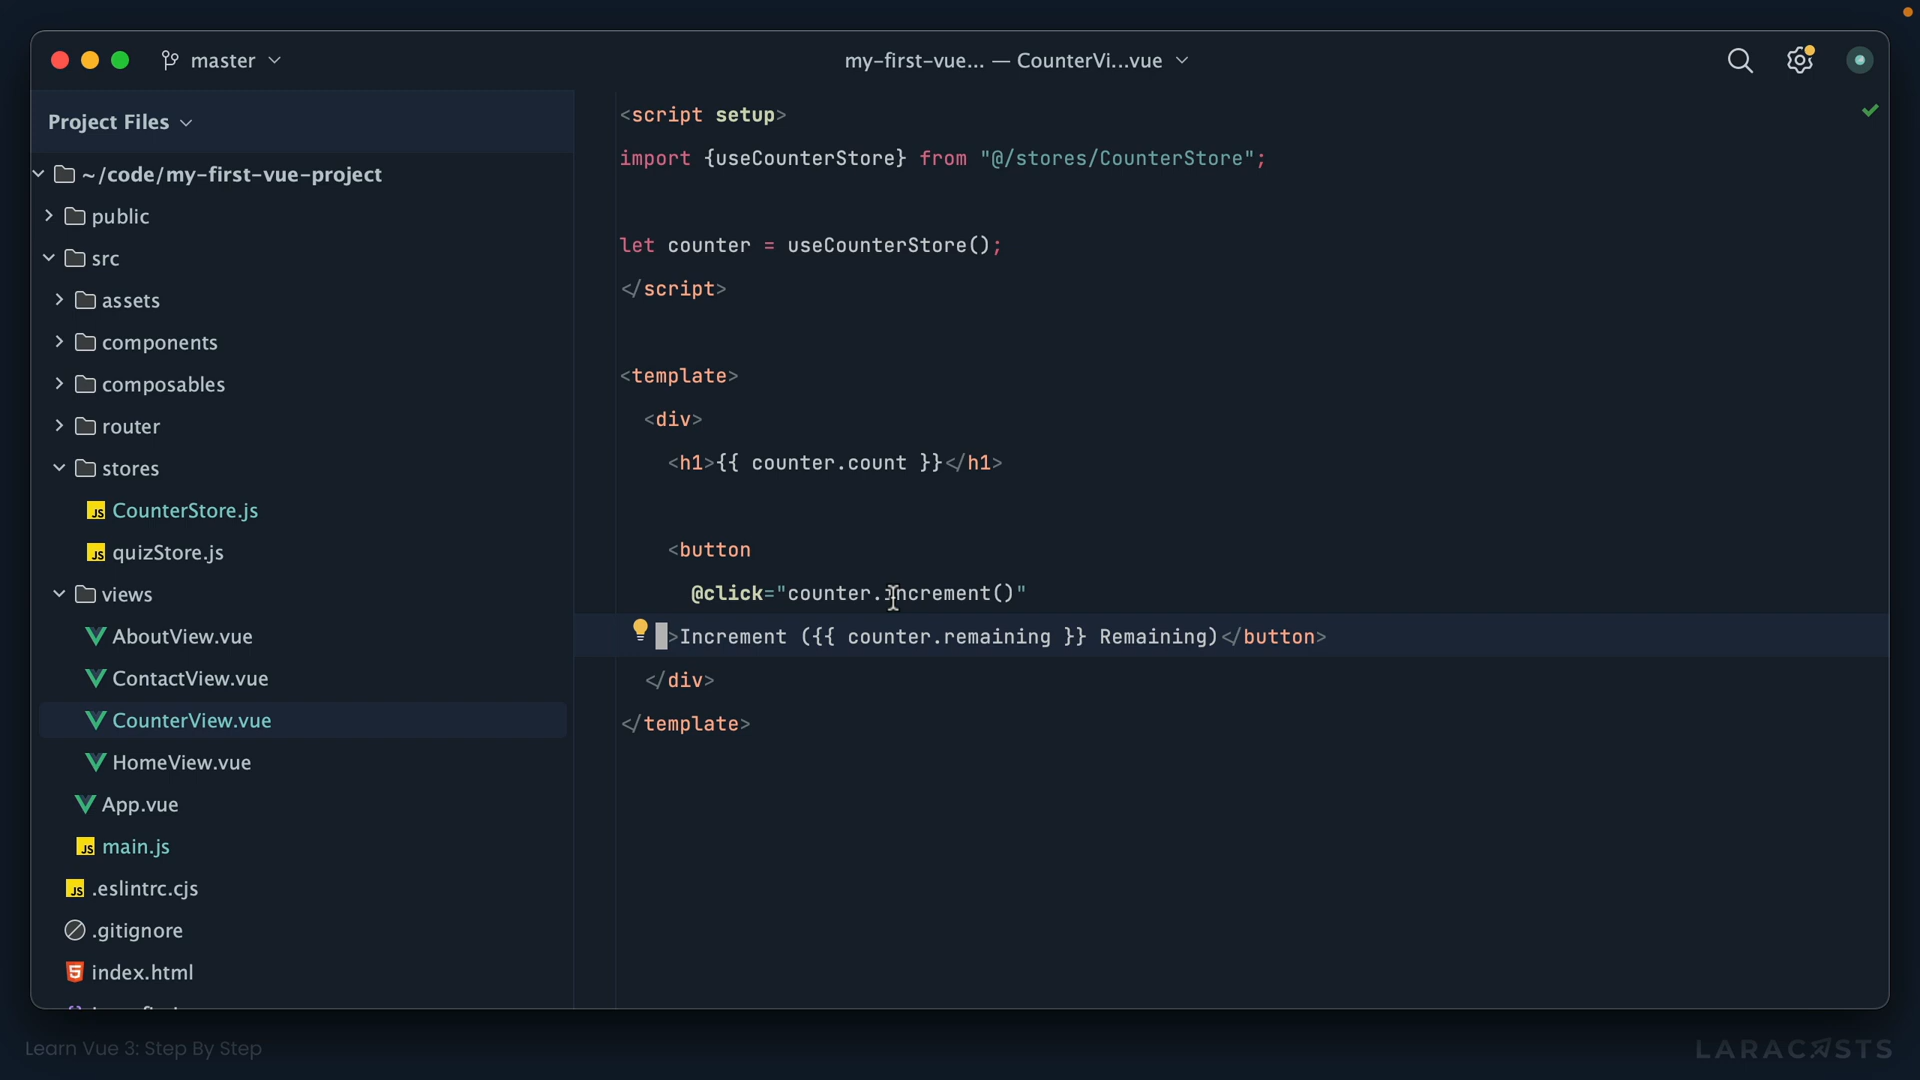 master
my-first-vue... — CounterVi...vue
Project Files
~/code/my-first-vue-project
public
src
assets
components
composables
router
stores
CounterStore.js
quizStore.js
views
AboutView.vue
ContactView.vue
CounterView.vue
HomeView.vue
App.vue
main.js
.eslintrc.cjs
.gitignore
index.html
<script setup>
import {useCounterStore} from "@/stores/CounterStore";
let counter = useCounterStore();
</script>
<template>
<div>
<h1>{{ counter.count }}</h1>
<button
@click="counter.increment()"
>Increment ({{ counter.remaining }} Remaining)</button>
</div>
</template>
Learn Vue 3: Step By Step
LARACASTS